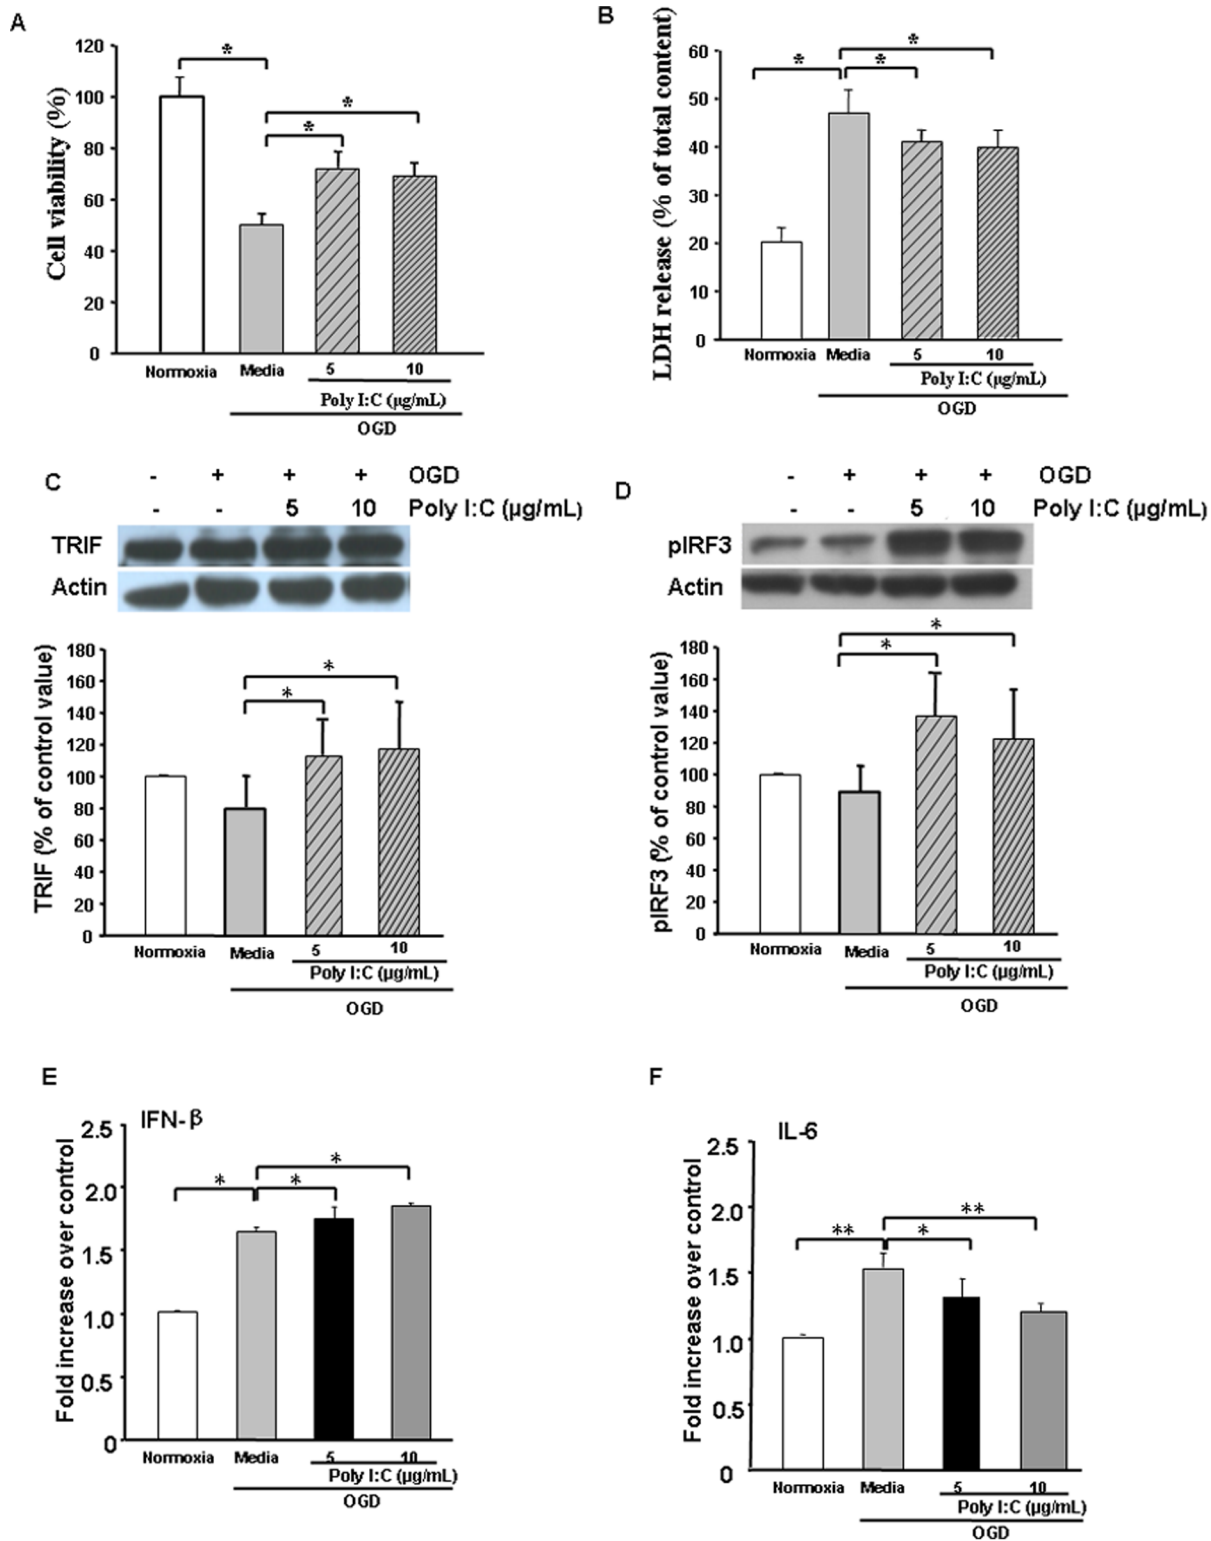 A
Cell viability (%)
120
100
80
60
40
20
0
* * *
Normoxia Media 5 10
Poly I:C (µg/mL)
OGD
B
LDH release (% of total content)
60
50
40
30
20
10
0
* * *
Normoxia Media 5 10
Poly I:C (µg/mL)
OGD
C
- + + + OGD
- - 5 10 Poly I:C (µg/mL)
TRIF
Actin
TRIF (% of control value)
180
160
140
120
100
80
60
40
20
0
* *
Normoxia Media 5 10
Poly I:C (µg/mL)
OGD
D
- + + + OGD
- - 5 10 Poly I:C (µg/mL)
pIRF3
Actin
pIRF3 (% of control value)
180
160
140
120
100
80
60
40
20
0
* *
Normoxia Media 5 10
Poly I:C (µg/mL)
OGD
E
IFN-β
Fold increase over control
2.5
2.0
1.5
1.0
0.5
0
* * *
Normoxia Media 5 10
Poly I:C (µg/mL)
OGD
F
IL-6
Fold increase over control
2.5
2.0
1.5
1.0
0.5
0
** * **
Normoxia Media 5 10
Poly I:C (µg/mL)
OGD